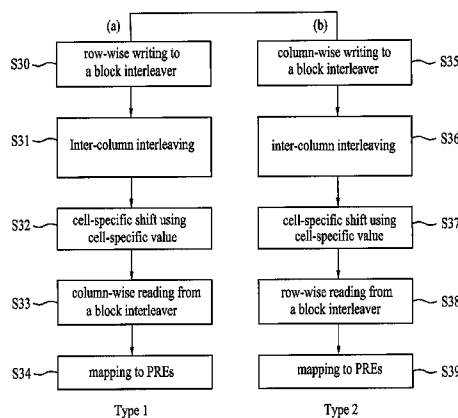 (a)
(b)
S30
row-wise writing to
a block interleaver
column-wise writing to
a block interleaver
S35
S31
Inter-column interleaving
inter-column interleaving
S36
S32
cell-specific shift using
cell-specific value
cell-specific shift using
cell-specific value
S37
S33
column-wise reading from
a block interleaver
row-wise reading from
a block interleaver
S38
S34
mapping to PREs
mapping to PREs
S39
Type 1
Type 2